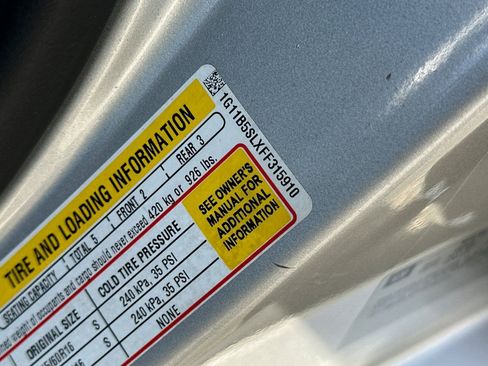 1G11B5SLXFF315910
TIRE AND LOADING INFORMATION
SEATING CAPACITY TOTAL 5 FRONT 2 REAR 3
weight of occupants and cargo should never exceed 420 kg or 926 lbs.
ORIGINAL SIZE COLD TIRE PRESSURE
S 240 kPa, 35 PSI
S 240 kPa, 35 PSI
NONE
SEE OWNER'S
MANUAL FOR
ADDITIONAL
INFORMATION